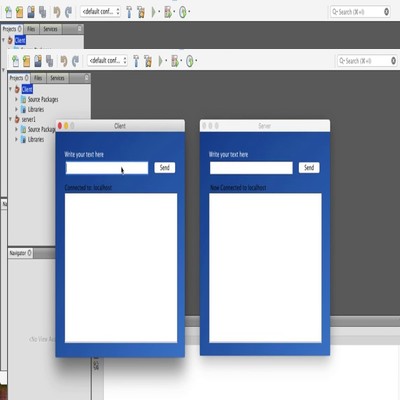 <default conf...
Search (⌘+I)
Projects
Files
Services
Client
<default conf...
Search (⌘+I)
Projects
Files
Services
Client
Source Packages
Libraries
server1
Source Packa
Libraries
Navigator
<No View Av
Client
Write your text here
Send
Connected to: localhost
Server
Write your text here
Send
Now Connected to localhost